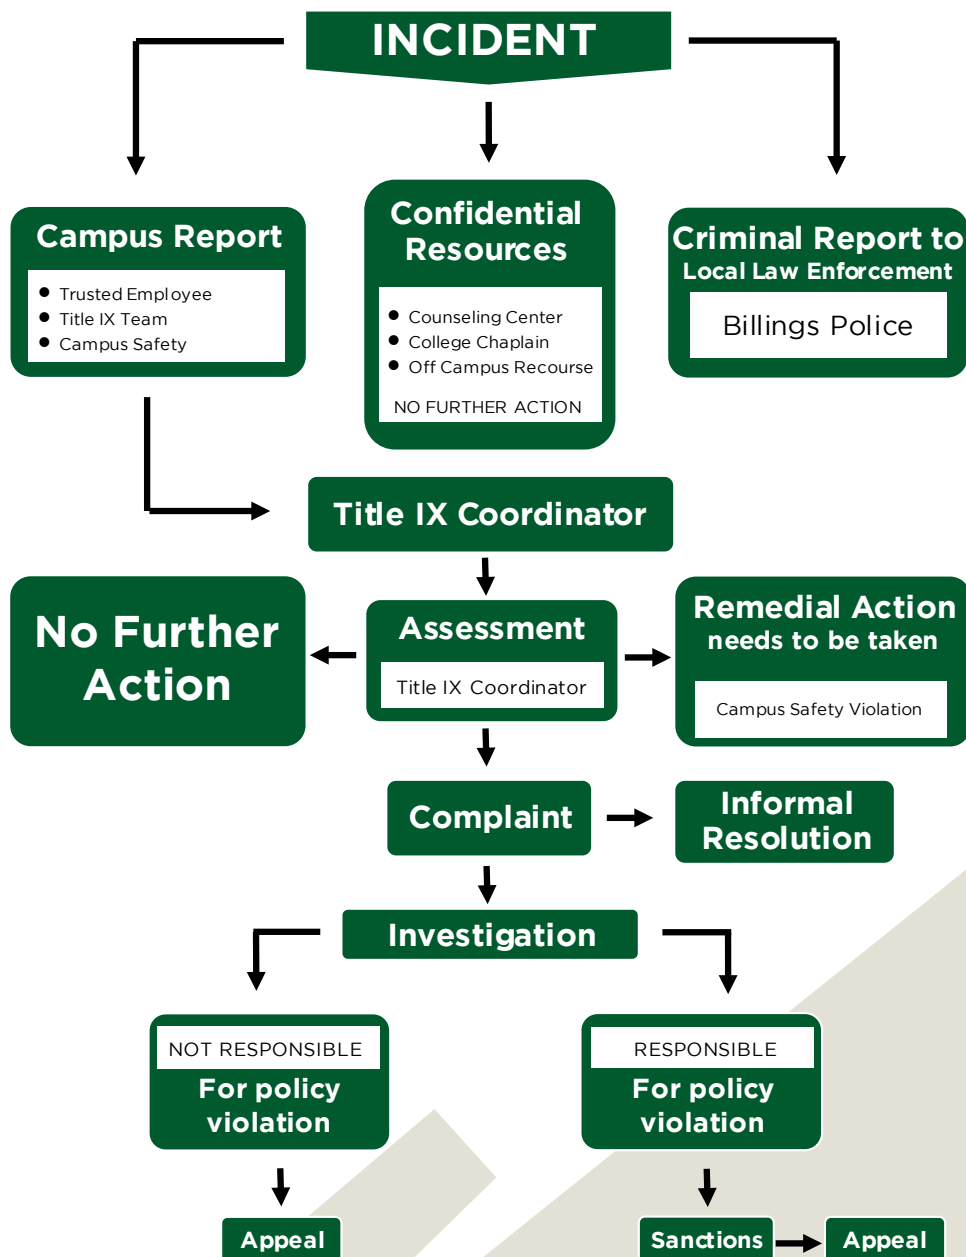 INCIDENT
Campus Report
● Trusted Employee
● Title IX Team
● Campus Safety
Confidential
Resources
● Counseling Center
● College Chaplain
● Off Campus Recourse
NO FURTHER ACTION
Criminal Report to
Local Law Enforcement
Billings Police
Title IX Coordinator
No Further
Action
Assessment
Title IX Coordinator
Remedial Action
needs to be taken
Campus Safety Violation
Complaint
Informal
Resolution
Investigation
NOT RESPONSIBLE
For policy
violation
RESPONSIBLE
For policy
violation
Appeal
Sanctions
Appeal